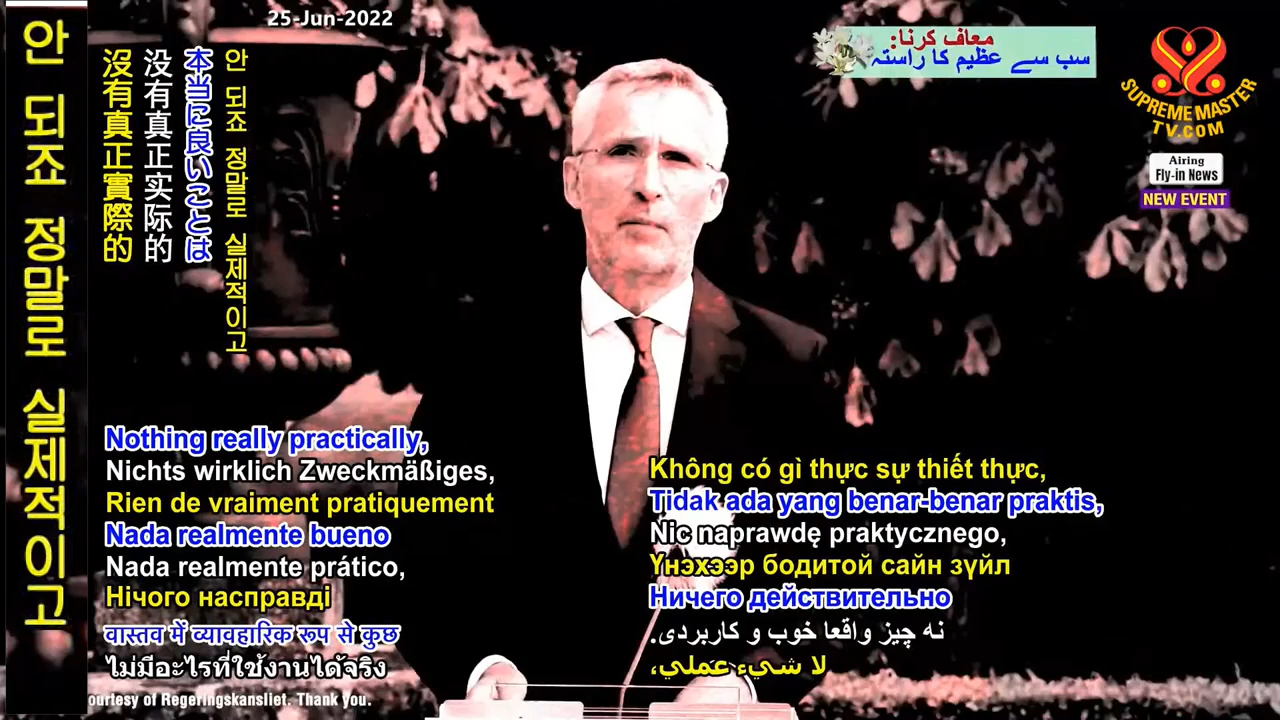 25-Jun-2022
안 되죠 정말로 실제적이고
沒有真正實際的
没有真正实际的
本当に良いことは
안 되죠 정말로 실제적이고
معاف کرنا:
سب سے عظیم کا راستہ
SUPREME MASTER
TV.COM
Airing
Fly-in News
NEW EVENT
Nothing really practically,
Nichts wirklich Zweckmäßiges,
Rien de vraiment pratiquement
Nada realmente bueno
Nada realmente prático,
Нічого насправді
वास्तव में व्यावहारिक रूप से कुछ
ไม่มีอะไรที่ใช้งานได้จริง
Không có gì thực sự thiết thực,
Tidak ada yang benar-benar praktis,
Nic naprawdę praktycznego,
Үнэхээр бодитой сайн зүйл
Ничего действительно
نه چیز واقعا خوب و کاربردی.
لا شيء عملي،
ourtesy of Regeringskansliet. Thank you.